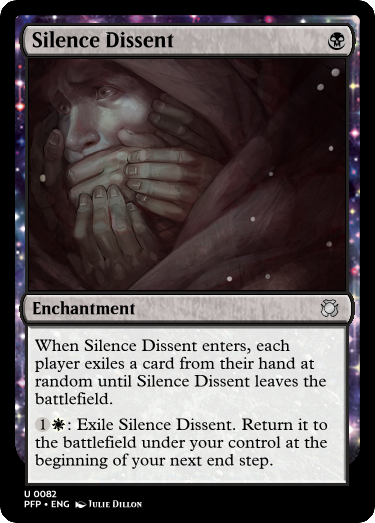 Silence Dissent
Enchantment
When Silence Dissent enters, each
player exiles a card from their hand at
random until Silence Dissent leaves the
battlefield.
1 : Exile Silence Dissent. Return it to
the battlefield under your control at the
beginning of your next end step.
U 0082
PFP • ENG JULIE DILLON